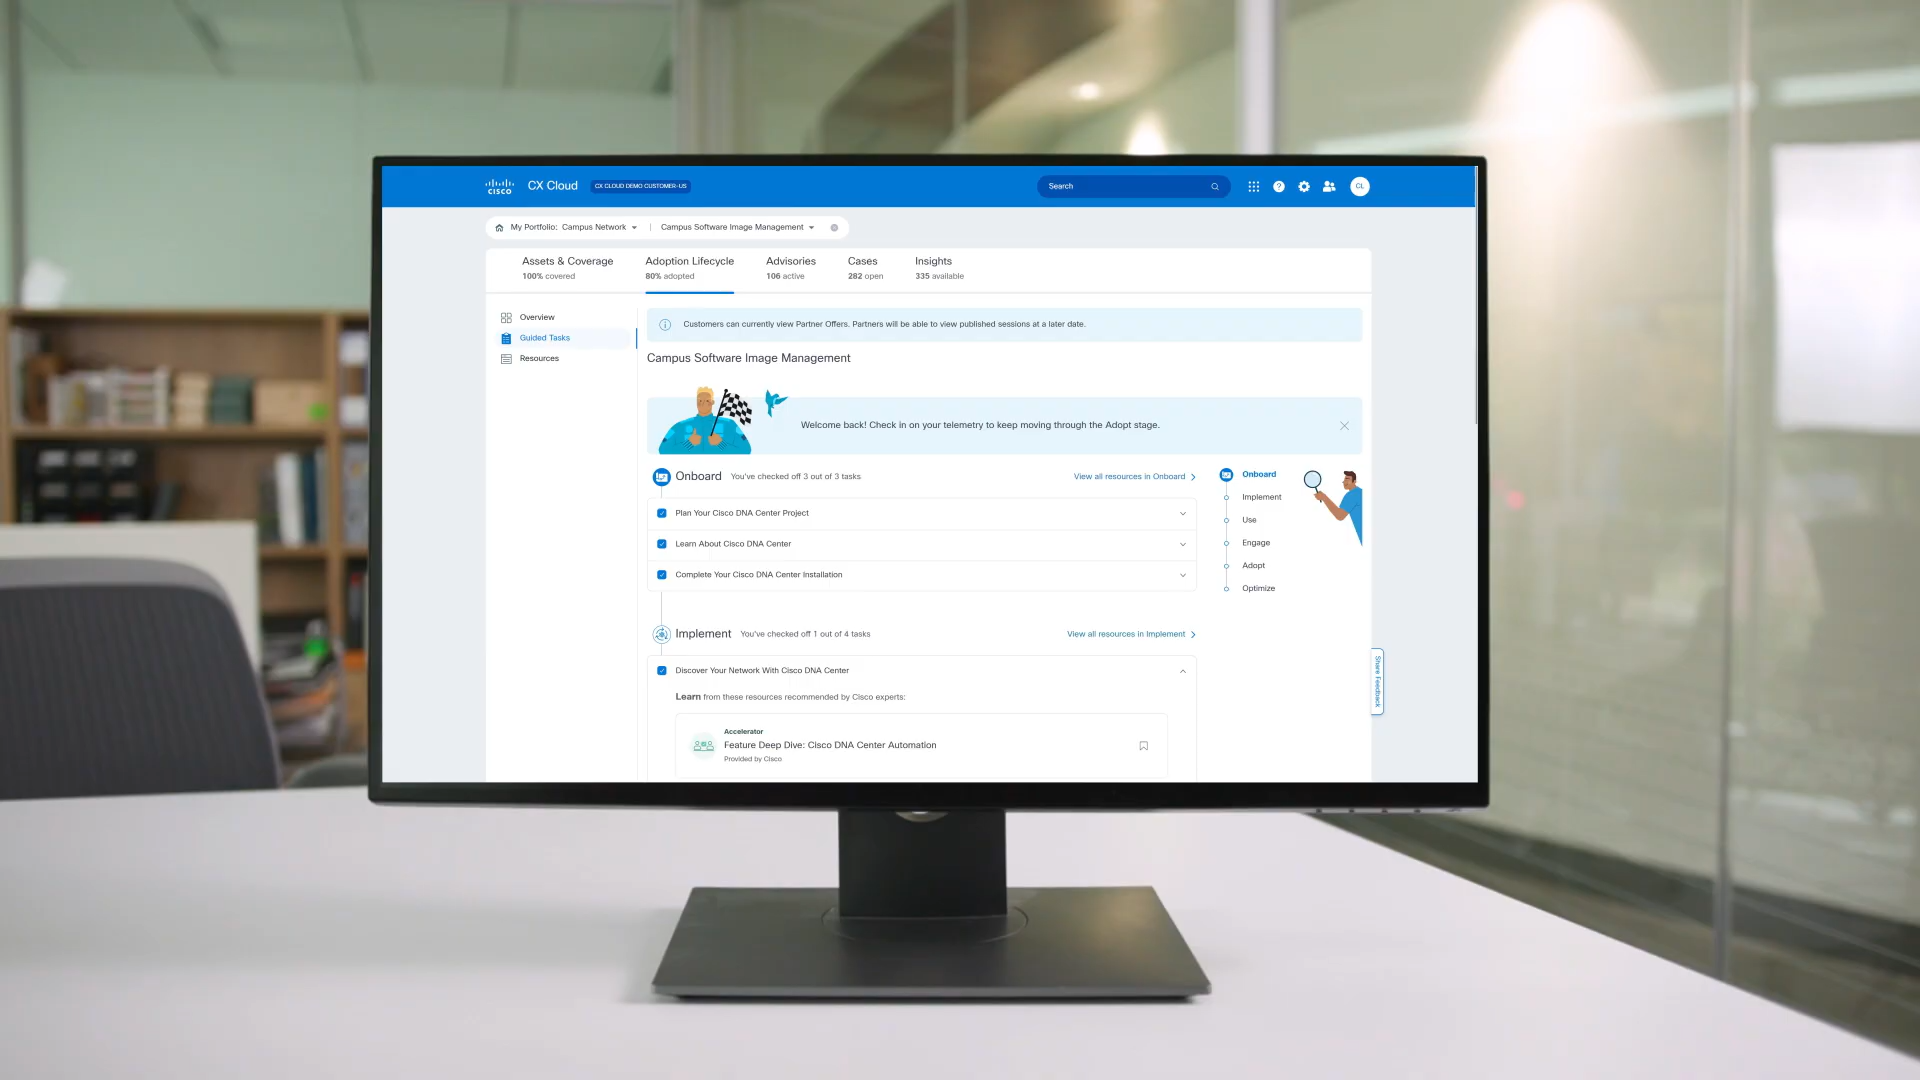 CISCO
CX Cloud
CX CLOUD DEMO CUSTOMER-US
Search
CL
My Portfolio: Campus Network
Campus Software Image Management
Assets & Coverage
100% covered
Adoption Lifecycle
80% adopted
Advisories
106 active
Cases
282 open
Insights
335 available
Overview
Guided Tasks
Resources
Customers can currently view Partner Offers. Partners will be able to view published sessions at a later date.
Campus Software Image Management
Welcome back! Check in on your telemetry to keep moving through the Adopt stage.
Onboard You've checked off 3 out of 3 tasks
View all resources in Onboard
Plan Your Cisco DNA Center Project
Learn About Cisco DNA Center
Complete Your Cisco DNA Center Installation
Onboard
Implement
Use
Engage
Adopt
Optimize
Implement You've checked off 1 out of 4 tasks
View all resources in Implement
Discover Your Network With Cisco DNA Center
Learn from these resources recommended by Cisco experts:
Accelerator
Feature Deep Dive: Cisco DNA Center Automation
Provided by Cisco
Share Feedback